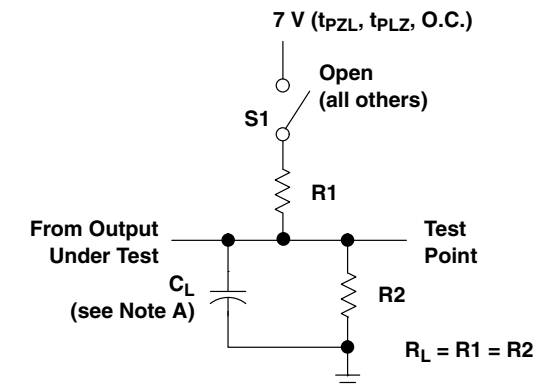 7 V (tPZL, tPLZ, O.C.)
Open
(all others)
S1
R1
From Output
Under Test
Test
Point
CL
(see Note A)
R2
RL = R1 = R2